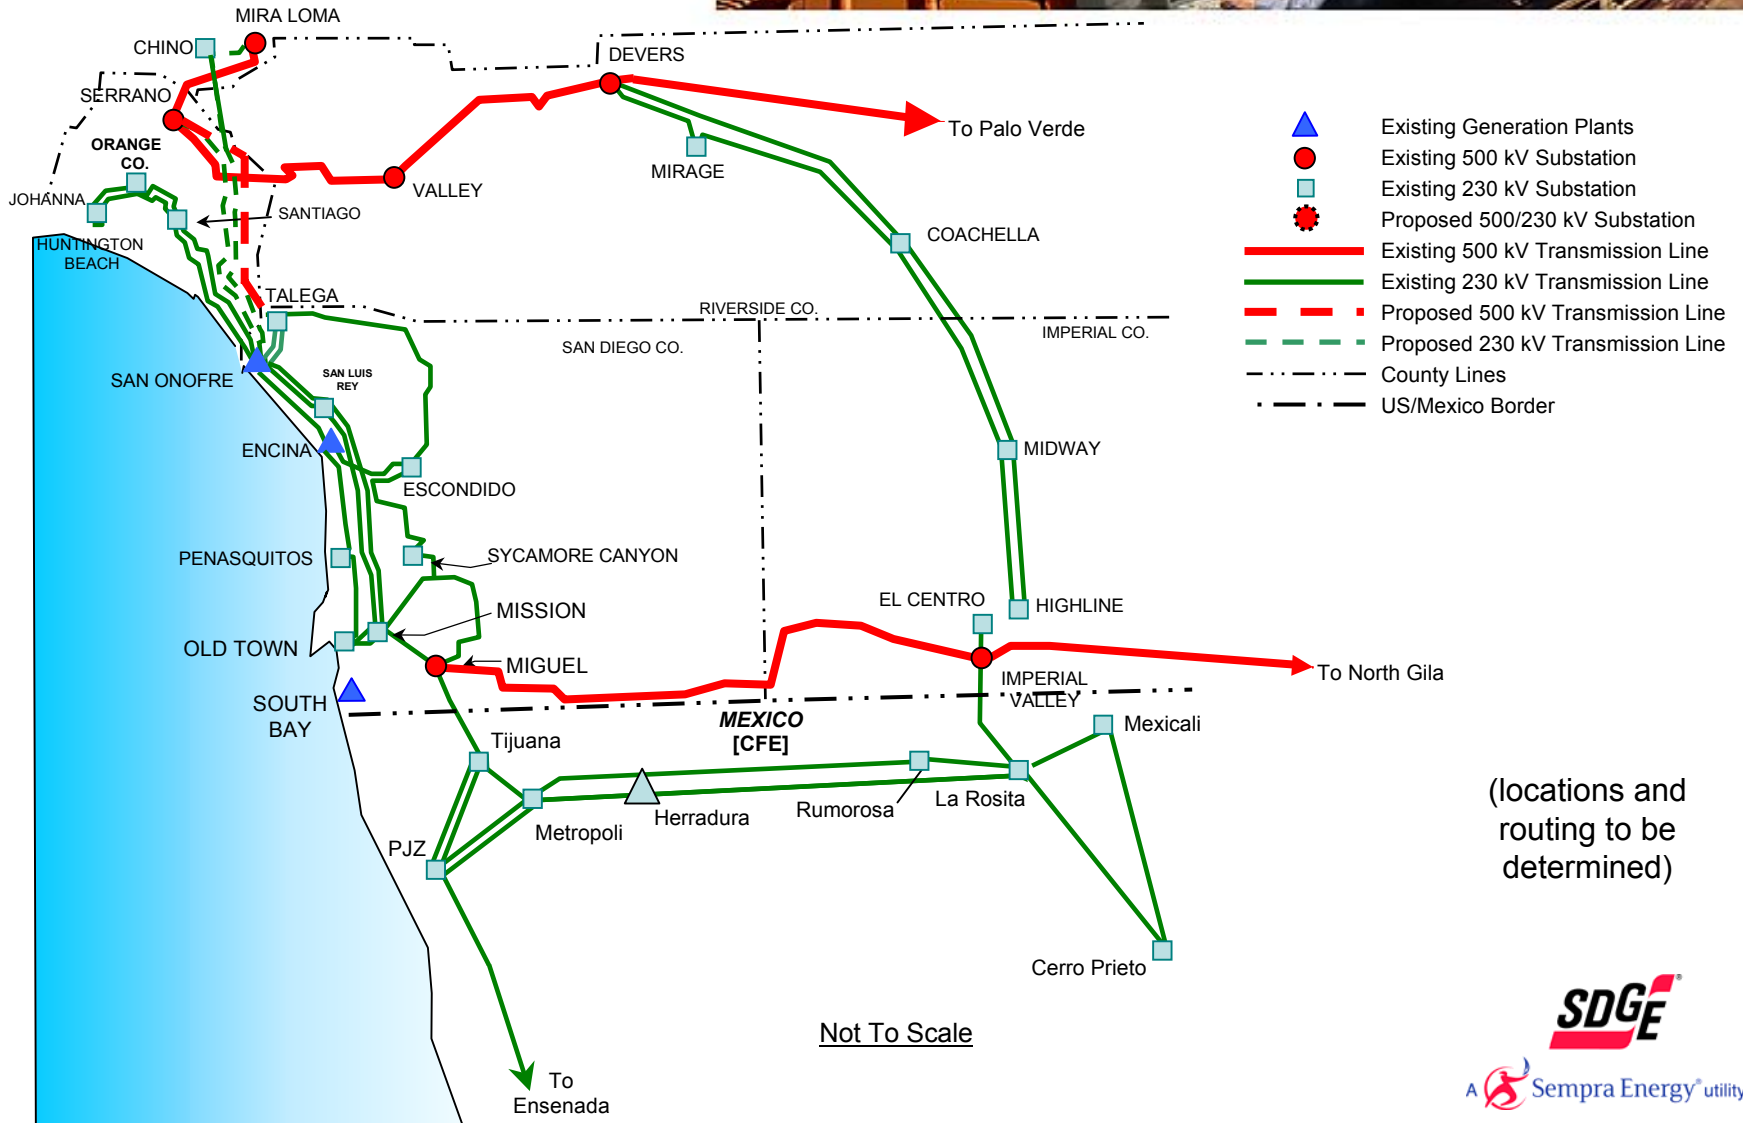 MIRA LOMA
CHINO
DEVERS
SERRANO
To Palo Verde
ORANGE
CO.
MIRAGE
VALLEY
JOHANNA
SANTIAGO
HUNTINGTON
BEACH
COACHELLA
TALEGA
RIVERSIDE CO.
IMPERIAL CO.
SAN DIEGO CO.
SAN ONOFRE
SAN LUIS
REY
ENCINA
MIDWAY
ESCONDIDO
PENASQUITOS
SYCAMORE CANYON
EL CENTRO
HIGHLINE
MISSION
OLD TOWN
MIGUEL
To North Gila
IMPERIAL
VALLEY
SOUTH
BAY
MEXICO
[CFE]
Mexicali
Tijuana
Rumorosa
La Rosita
Herradura
Metropoli
PJZ
Cerro Prieto
Not To Scale
To
Ensenada
Existing Generation Plants
Existing 500 kV Substation
Existing 230 kV Substation
Proposed 500/230 kV Substation
Existing 500 kV Transmission Line
Existing 230 kV Transmission Line
Proposed 500 kV Transmission Line
Proposed 230 kV Transmission Line
County Lines
US/Mexico Border
(locations and
routing to be
determined)
SDGE®
A Sempra Energy® utility